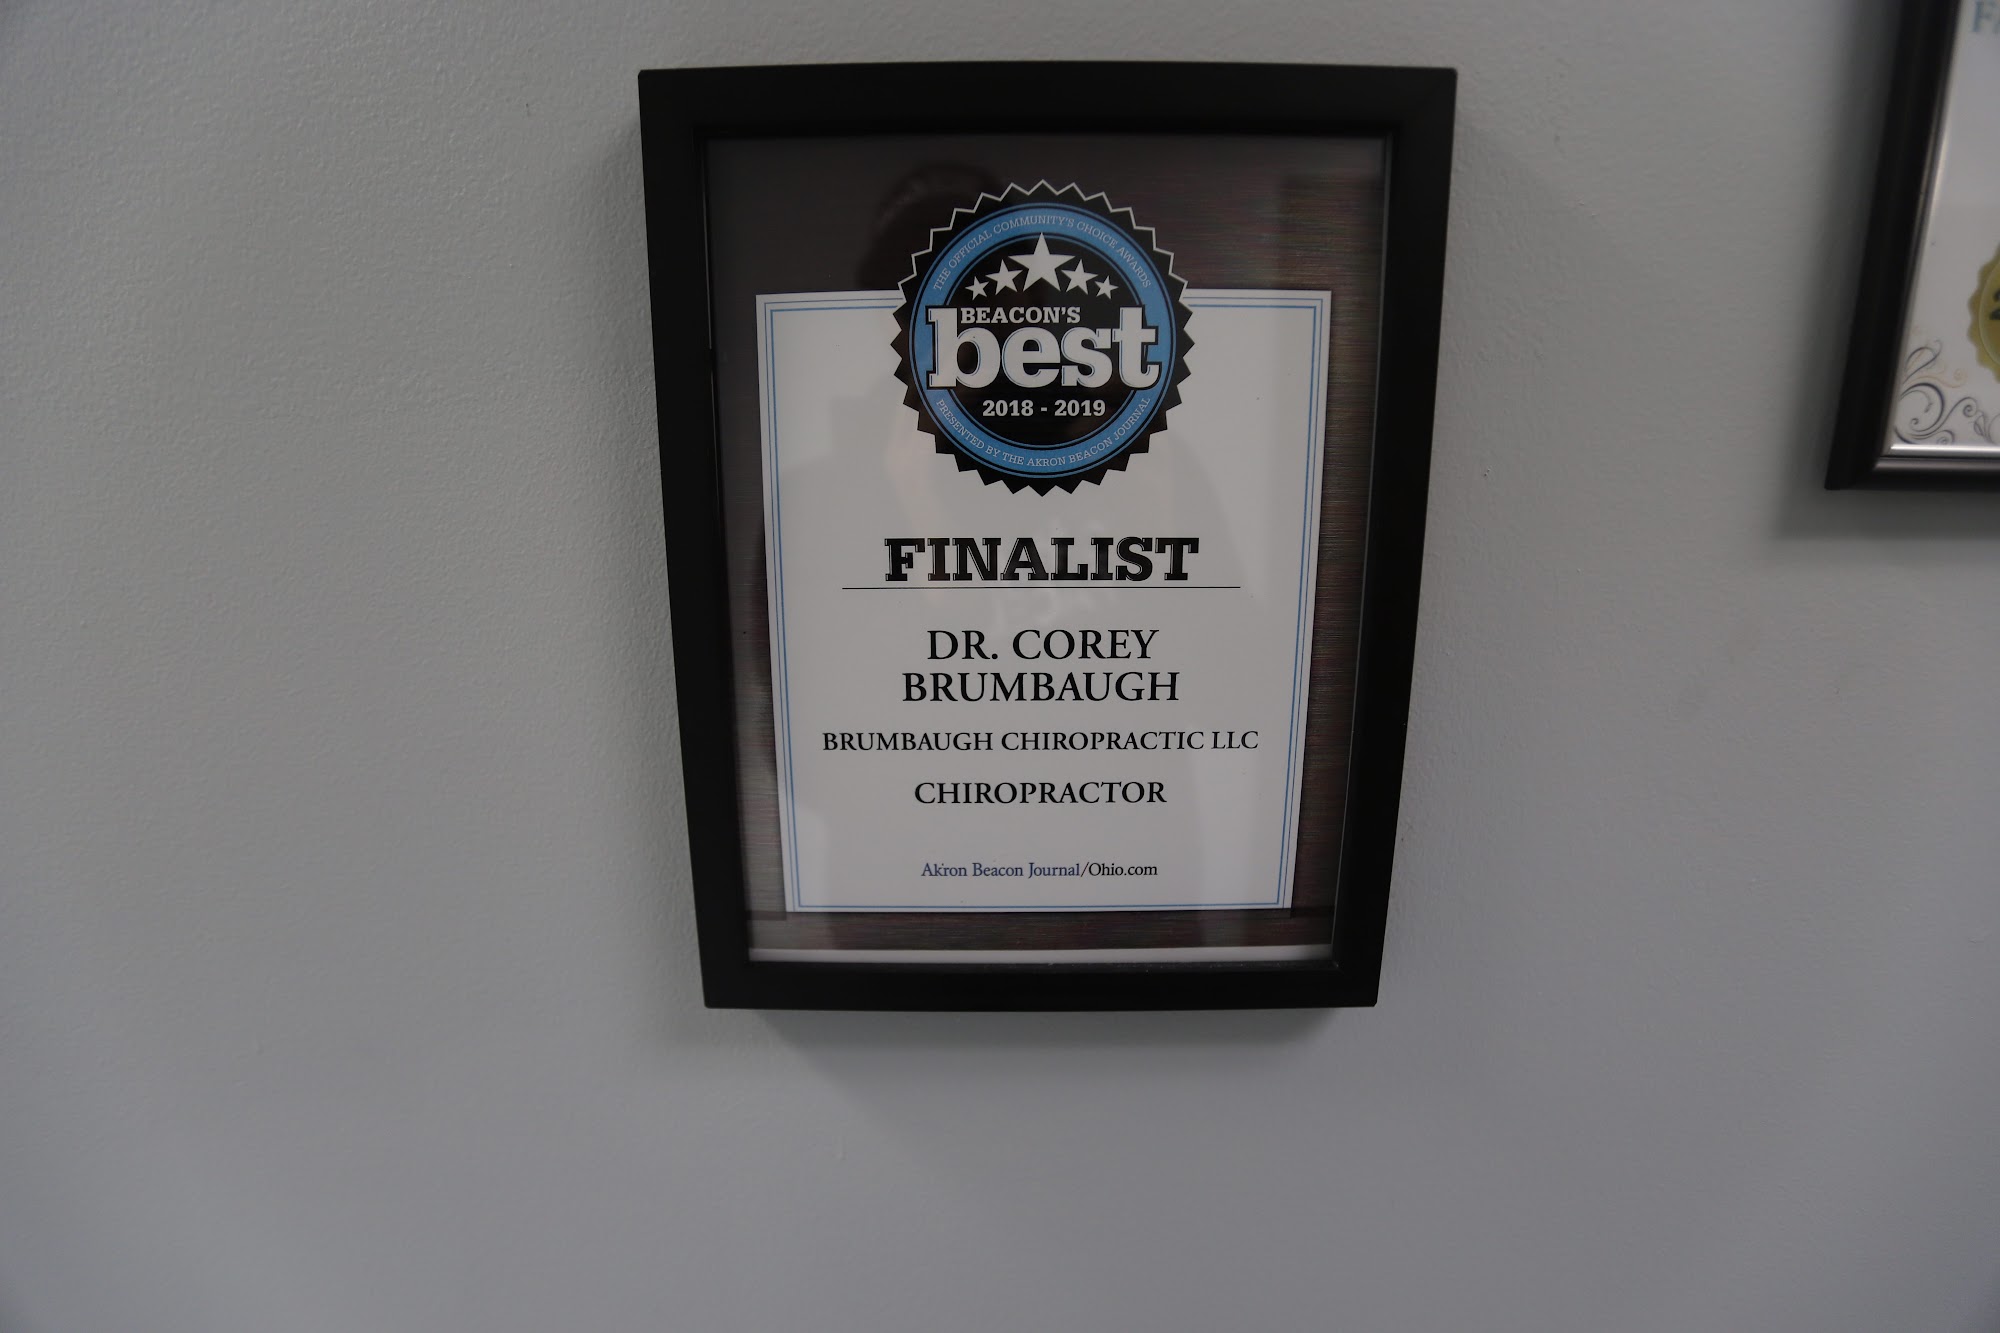 THE OFFICIAL COMMUNITY'S CHOICE AWARDS
BEACON'S
best
2018 - 2019
PRESENTED BY THE AKRON BEACON JOURNAL
FINALIST
DR. COREY
BRUMBAUGH
BRUMBAUGH CHIROPRACTIC LLC
CHIROPRACTOR
Akron Beacon Journal/Ohio.com